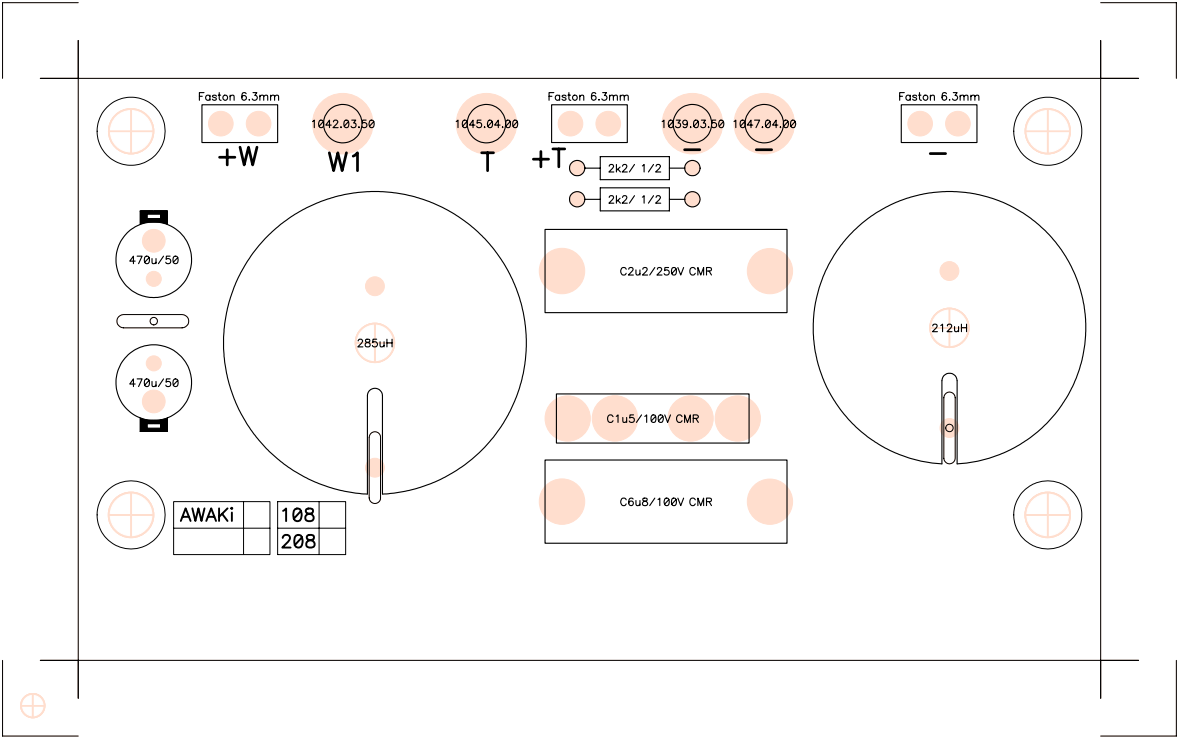 Faston 6.3mm
Faston 6.3mm
Faston 6.3mm
1042.03.50
1045.04.00
1039.03.50
1047.04.00
+W
W1
T
+T
−
−
−
2k2/ 1/2
2k2/ 1/2
470u/50
C2u2/250V CMR
285uH
212uH
470u/50
C1u5/100V CMR
C6u8/100V CMR
AWAKi
108
208